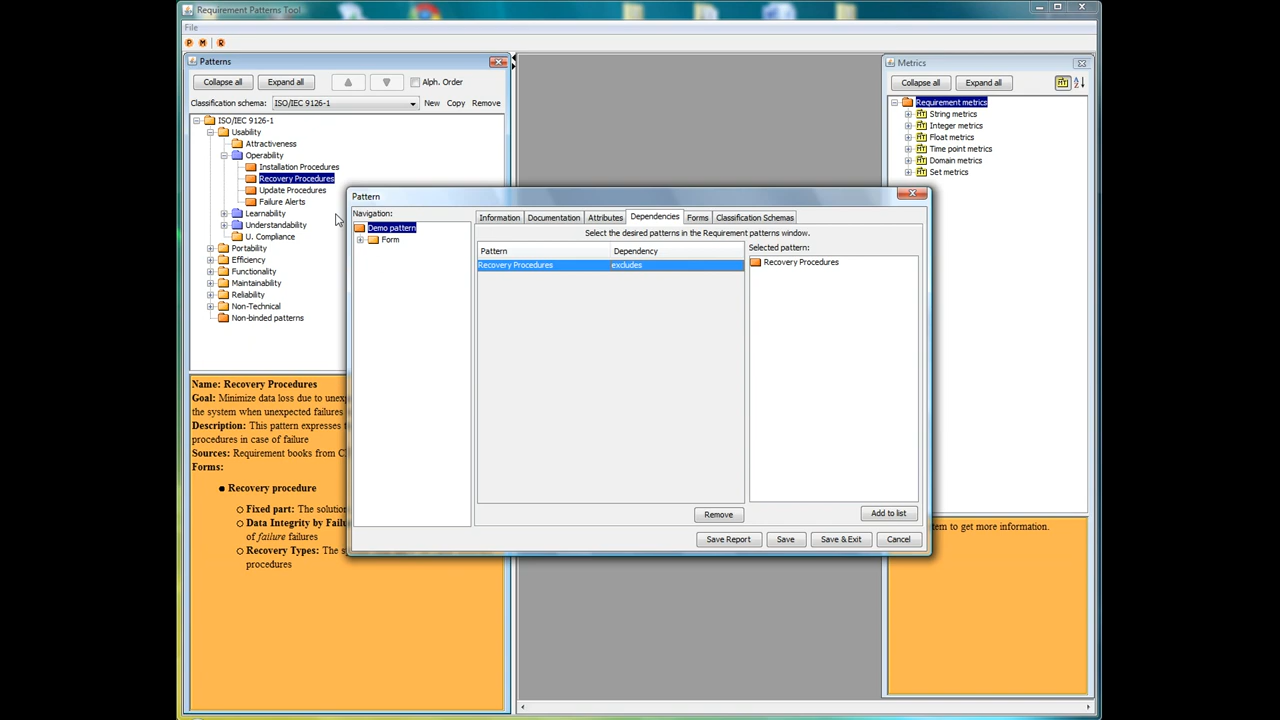 Requirement Patterns Tool
File
P M R
Patterns
Collapse all Expand all Alph. Order
Classification schema: ISO/IEC 9126-1 New Copy Remove
ISO/IEC 9126-1
Usability
Attractiveness
Operability
Installation Procedures
Recovery Procedures
Update Procedures
Failure Alerts
Learnability
Understandability
U. Compliance
Portability
Efficiency
Functionality
Maintainability
Reliability
Non-Technical
Non-binded patterns
Name: Recovery Procedures
Goal: Minimize data loss due to
the system when unexpected failures
Description: This pattern expresses
procedures in case of failure
Sources: Requirement books from
Forms:
Recovery procedure
Fixed part: The solution
Data Integrity by
of failure failures
Recovery Types: The
procedures
Pattern
Navigation:
Demo pattern
Form
Information Documentation Attributes Dependencies Forms Classification Schemas
Select the desired patterns in the Requirement patterns window.
Pattern Dependency
Recovery Procedures excludes
Selected pattern:
Recovery Procedures
Remove
Add to list
Save Report Save Save & Exit Cancel
Metrics
Collapse all Expand all
Requirement metrics
String metrics
Integer metrics
Float metrics
Time point metrics
Domain metrics
Set metrics
to get more information.